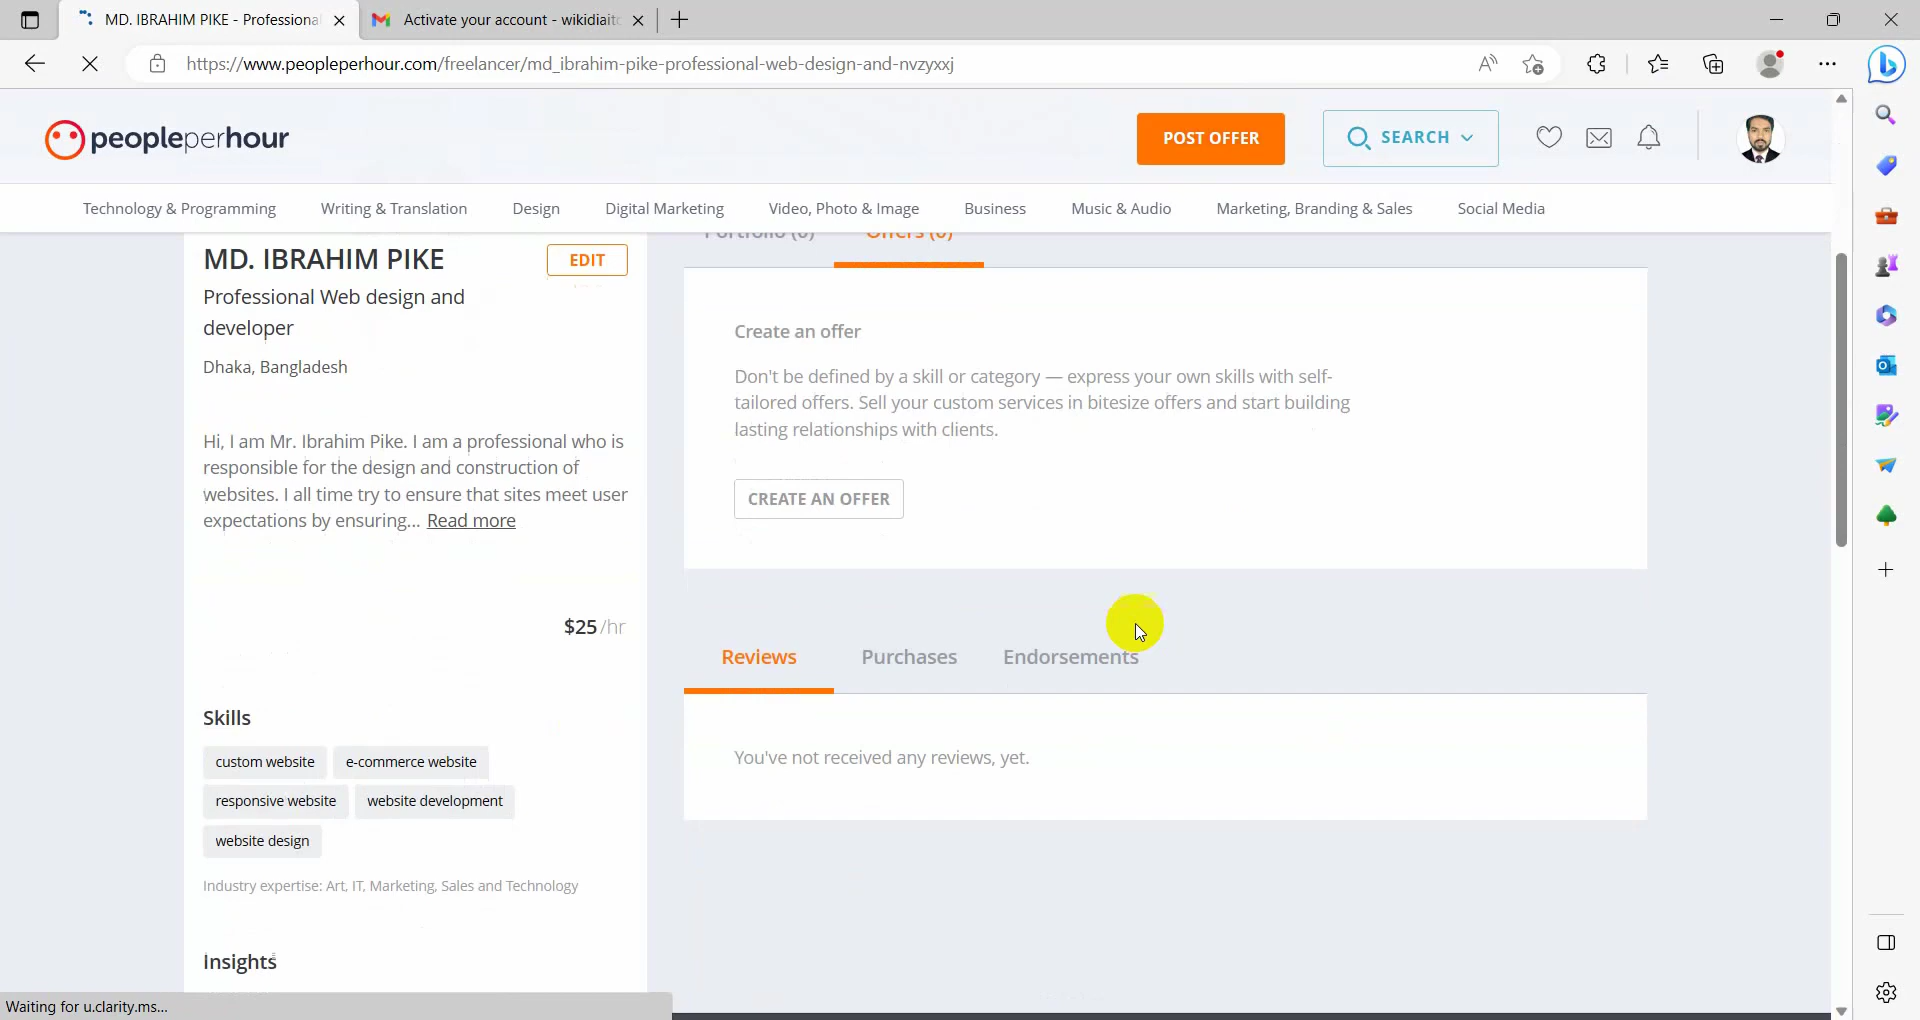 MD. IBRAHIM PIKE - Professional
Activate your account - wikidiaito
https://www.peopleperhour.com/freelancer/md_ibrahim-pike-professional-web-design-and-nvzyxxj
peopleperhour
POST OFFER
SEARCH
Technology & Programming
Writing & Translation
Design
Digital Marketing
Video, Photo & Image
Business
Music & Audio
Marketing, Branding & Sales
Social Media
MD. IBRAHIM PIKE
EDIT
Professional Web design and
developer
Dhaka, Bangladesh
Hi, I am Mr. Ibrahim Pike. I am a professional who is
responsible for the design and construction of
websites. I all time try to ensure that sites meet user
expectations by ensuring... Read more
$25/hr
Skills
custom website
e-commerce website
responsive website
website development
website design
Industry expertise: Art, IT, Marketing, Sales and Technology
Insights
Portfolio (0)
Offers (0)
Create an offer
Don't be defined by a skill or category — express your own skills with self-
tailored offers. Sell your custom services in bitesize offers and start building
lasting relationships with clients.
CREATE AN OFFER
Reviews
Purchases
Endorsements
You've not received any reviews, yet.
Waiting for u.clarity.ms...